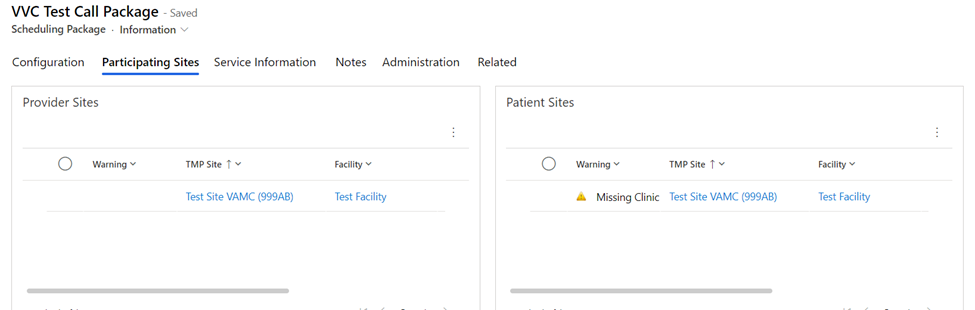 VVC Test Call Package - Saved
Scheduling Package · Information
Configuration Participating Sites Service Information Notes Administration Related
Provider Sites
Warning TMP Site ↑ Facility
Test Site VAMC (999AB) Test Facility
Patient Sites
Warning TMP Site ↑ Facility
Missing Clinic Test Site VAMC (999AB) Test Facility